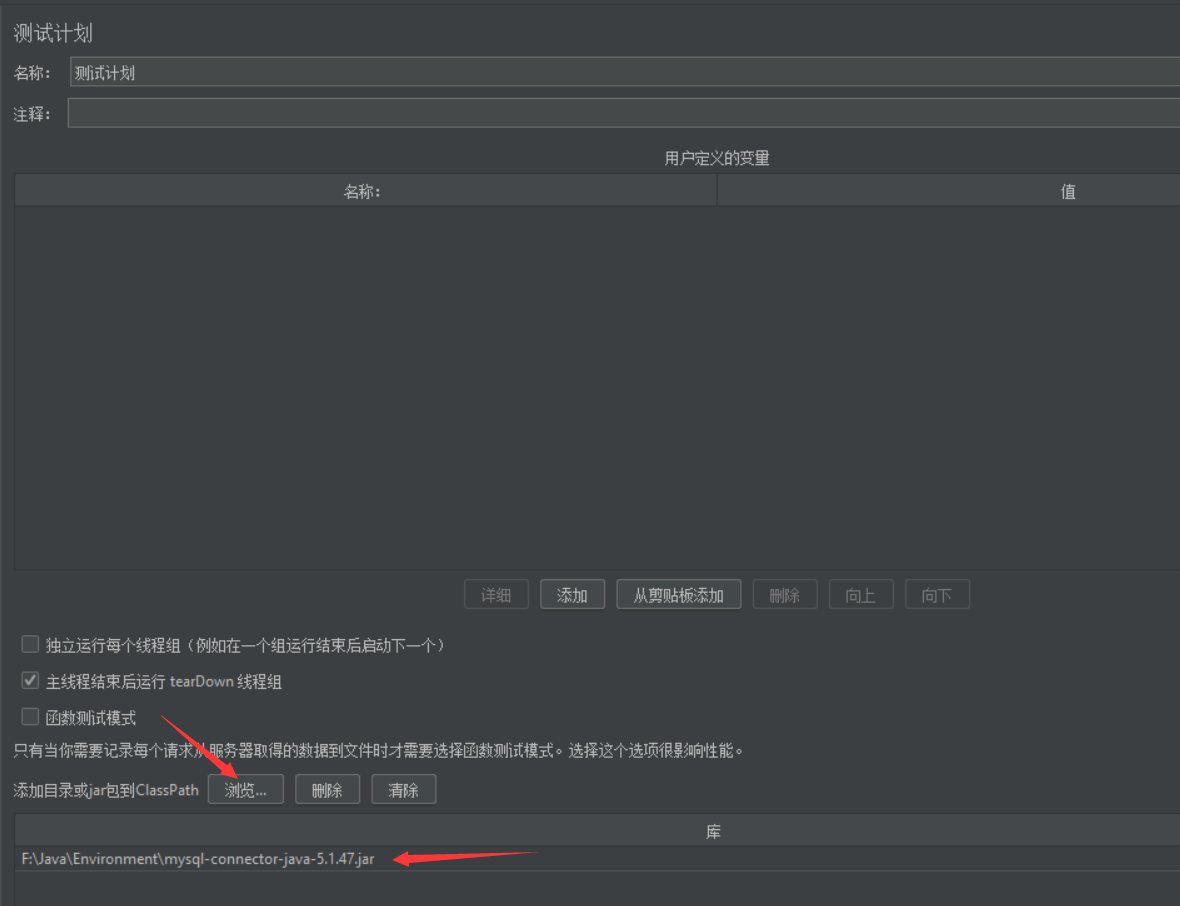 测试计划
名称： 测试计划
注释：
用户定义的变量
名称： 值
详细 添加 从剪贴板添加 删除 向上 向下
独立运行每个线程组（例如在一个组运行结束后启动下一个）
主线程结束后运行 tearDown 线程组
函数测试模式
只有当你需要记录每个请求从服务器取得的数据到文件时才需要选择函数测试模式。选择这个选项很影响性能。
添加目录或jar包到ClassPath 浏览... 删除 清除
库
F:\Java\Environment\mysql-connector-java-5.1.47.jar